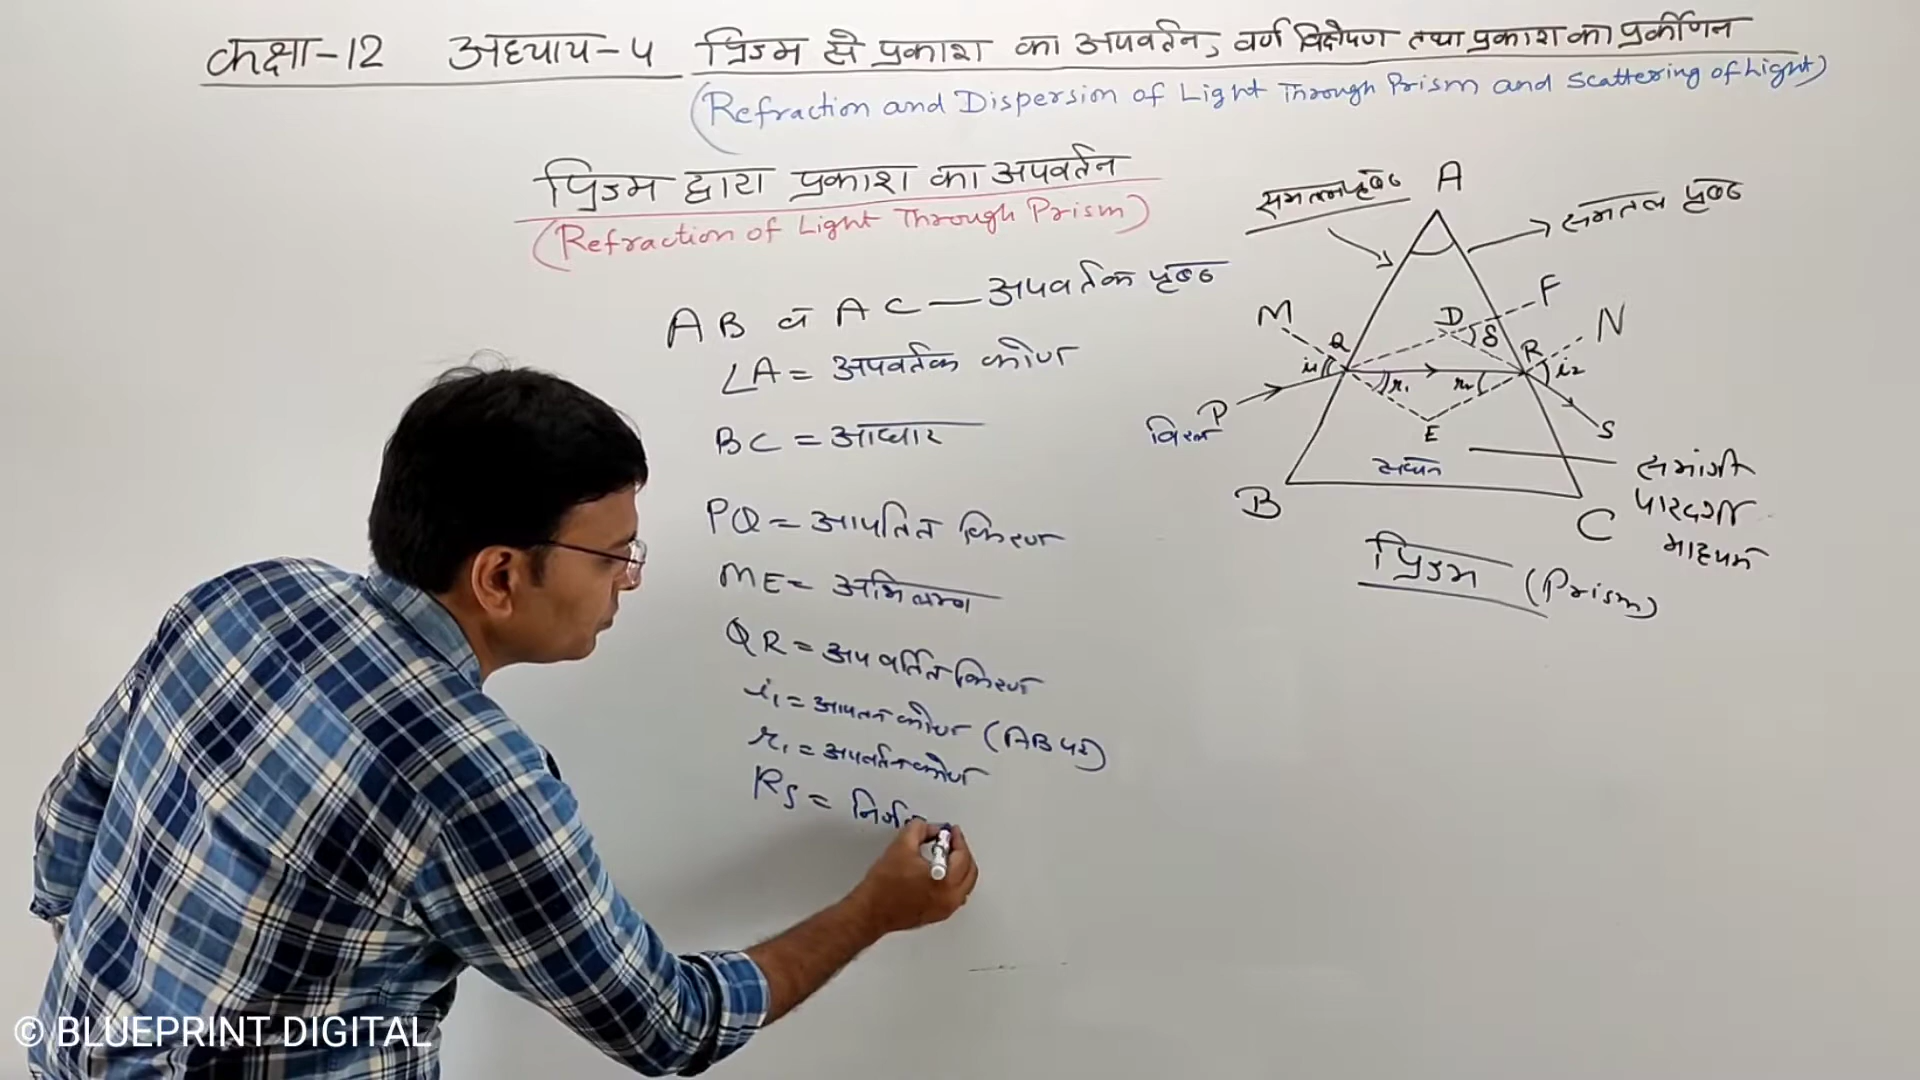 कक्षा-12 अध्याय-5 प्रिज्म से प्रकाश का अपवर्तन, वर्ण विक्षेपण तथा प्रकाश का प्रकीर्णन
(Refraction and Dispersion of Light Through Prism and Scattering of Light)
प्रिज्म द्वारा प्रकाश का अपवर्तन
(Refraction of Light Through Prism)
AB व AC — अपवर्तक पृष्ठ
∠A = अपवर्तक कोण
BC = आधार
PQ = आपतित किरण
ME = अभिलम्ब
QR = अपवर्तित किरण
i₁ = आपतन कोण (AB पर)
r₁ = अपवर्तन कोण
RS =
समतल पृष्ठ
A
समतल पृष्ठ
M
Q
D
δ
F
N
i₁
r₁
r₂
R
i₂
विरल
P
E
S
सघन
समांगी
पारदर्शी
माध्यम
B
C
प्रिज्म (Prism)
© BLUEPRINT DIGITAL